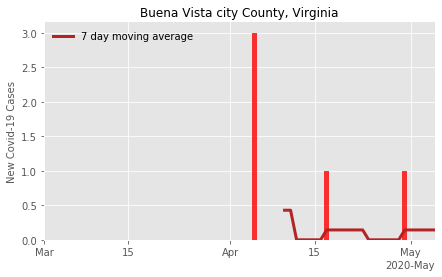 Buena Vista city County, Virginia
7 day moving average
New Covid-19 Cases
3.0
2.5
2.0
1.5
1.0
0.5
0.0
Mar 15 Apr 15 May
2020-May